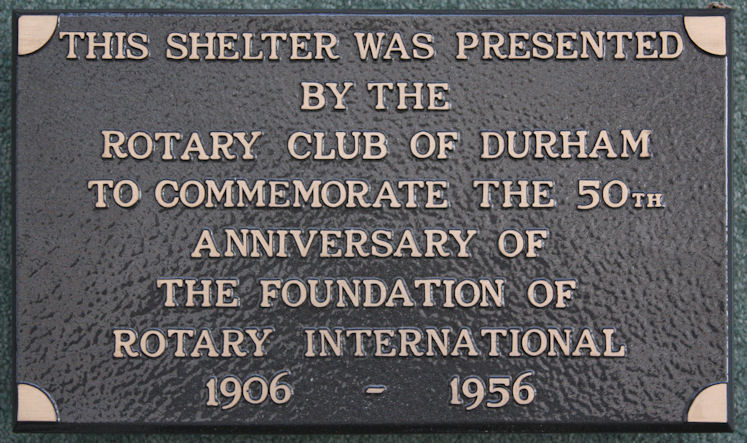 THIS SHELTER WAS PRESENTED
BY THE
ROTARY CLUB OF DURHAM
TO COMMEMORATE THE 50TH
ANNIVERSARY OF
THE FOUNDATION OF
ROTARY INTERNATIONAL
1906 - 1956